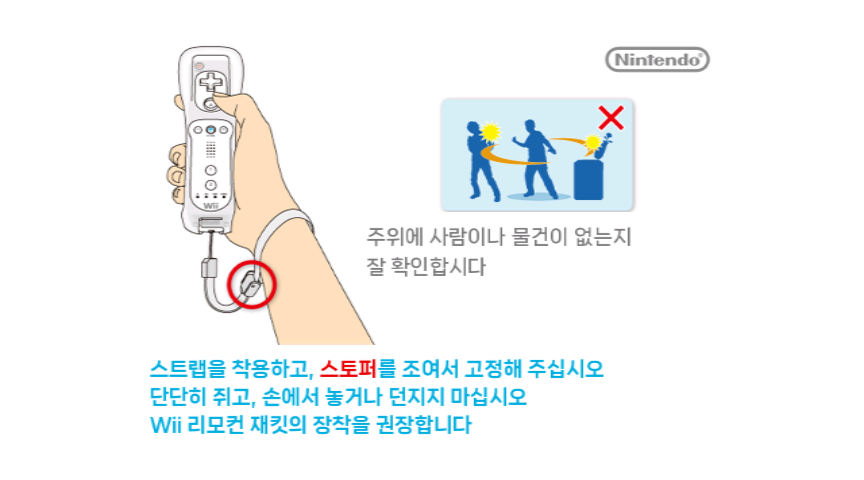 Nintendo®
Wii
주위에 사람이나 물건이 없는지
잘 확인합시다
스트랩을 착용하고, 스토퍼를 조여서 고정해 주십시오
단단히 쥐고, 손에서 놓거나 던지지 마십시오
Wii 리모컨 재킷의 장착을 권장합니다